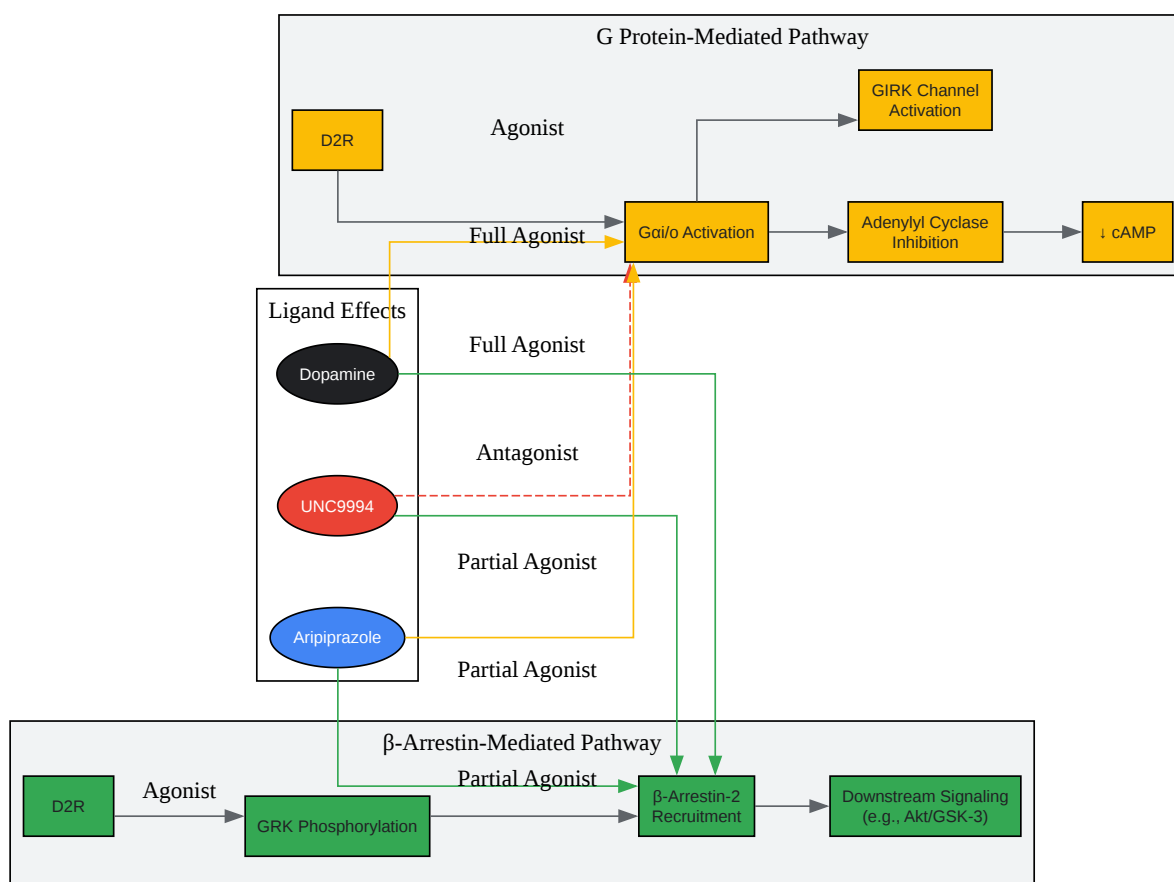 G Protein-Mediated Pathway
GIRK Channel
Activation
Agonist
D2R
Full Agonist
Gαi/o Activation
Adenylyl Cyclase
Inhibition
↓ cAMP
Ligand Effects
Full Agonist
Dopamine
Antagonist
UNC9994
Partial Agonist
Aripiprazole
Partial Agonist
β-Arrestin-Mediated Pathway
Partial Agonist
D2R
Agonist
GRK Phosphorylation
β-Arrestin-2
Recruitment
Downstream Signaling
(e.g., Akt/GSK-3)